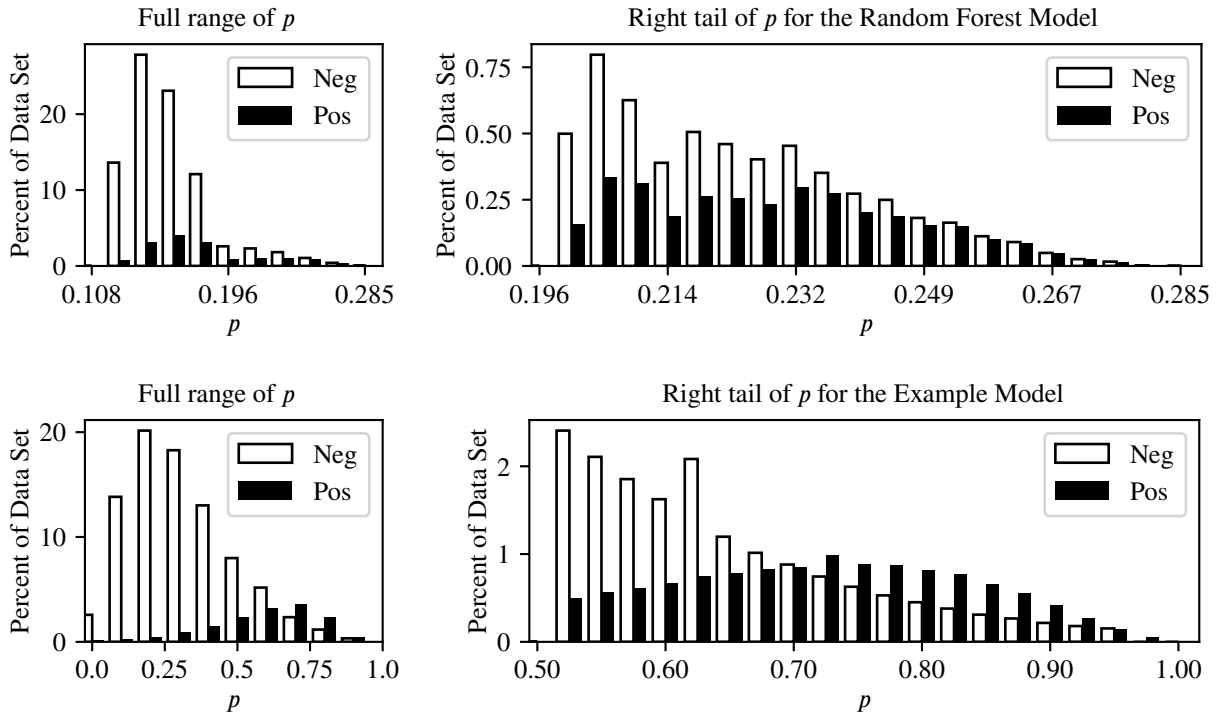 Full range of p
Percent of Data Set
20
10
0
Neg
Pos
0.108
0.196
0.285
p
Right tail of p for the Random Forest Model
Percent of Data Set
0.75
0.50
0.25
0.00
Neg
Pos
0.196
0.214
0.232
0.249
0.267
0.285
p
Full range of p
Percent of Data Set
20
10
0
Neg
Pos
0.0
0.25
0.5
0.75
1.0
p
Right tail of p for the Example Model
Percent of Data Set
2
1
0
Neg
Pos
0.50
0.60
0.70
0.80
0.90
1.00
p